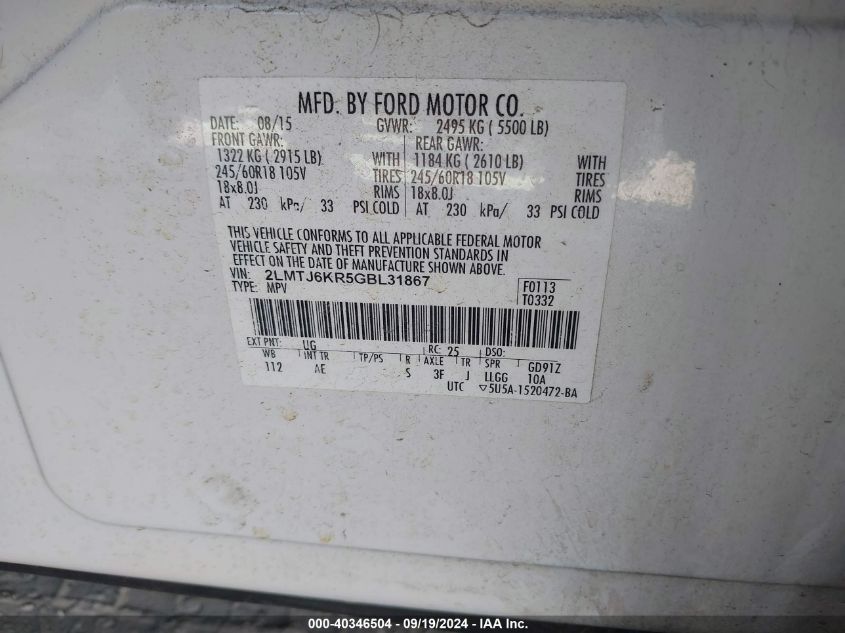 MFD. BY FORD MOTOR CO.
DATE: 08/15 GVWR: 2495 KG ( 5500 LB)
FRONT GAWR: REAR GAWR:
1322 KG ( 2915 LB) WITH 1184 KG ( 2610 LB) WITH
245/60R18 105V TIRES 245/60R18 105V TIRES
18x8.0J RIMS 18x8.0J RIMS
AT 230 kPa/ 33 PSI COLD AT 230 kPa/ 33 PSI COLD
THIS VEHICLE CONFORMS TO ALL APPLICABLE FEDERAL MOTOR
VEHICLE SAFETY AND THEFT PREVENTION STANDARDS IN
EFFECT ON THE DATE OF MANUFACTURE SHOWN ABOVE.
VIN: 2LMTJ6KR5GBL31867 F0113
TYPE: MPV T0332
EXT PNT: UG RC: 25 DSO:
WB INT TR TP/PS R AXLE TR SPR GD91Z
112 AE S 3F J LLGG 10A
UTC ▽5U5A-1520472-BA
000-40346504 - 09/19/2024 - IAA Inc.